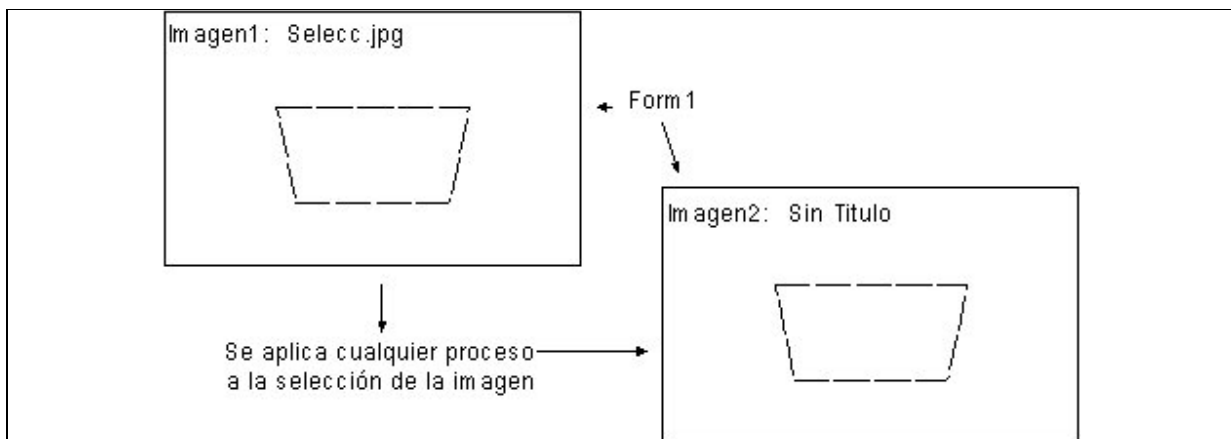 Imagen1: Selecc.jpg
Form1
Imagen2: Sin Titulo
Se aplica cualquier proceso
a la selección de la imagen